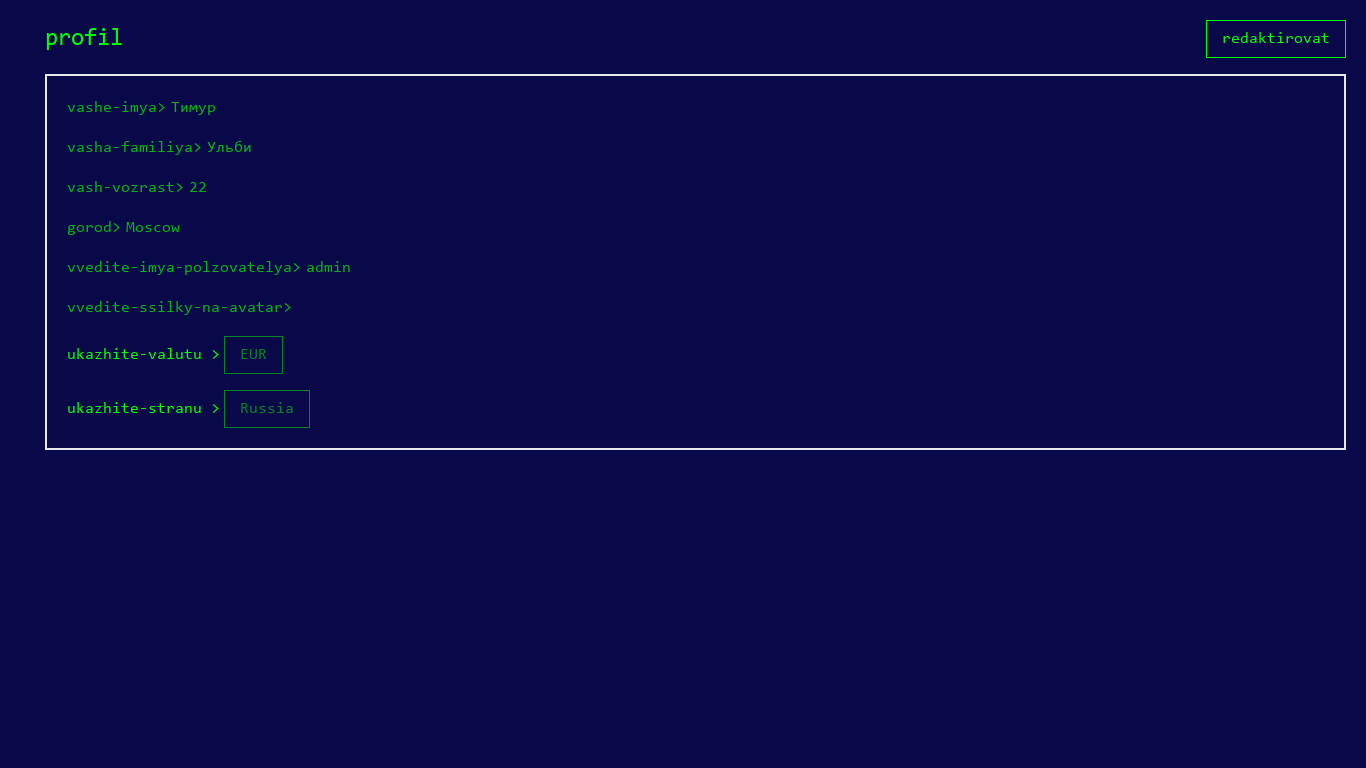 profil
redaktirovat
vashe-imya> Тимур
vasha-familiya> Ульби
vash-vozrast> 22
gorod> Moscow
vvedite-imya-polzovatelya> admin
vvedite-ssilky-na-avatar>
ukazhite-valutu > EUR
ukazhite-stranu > Russia